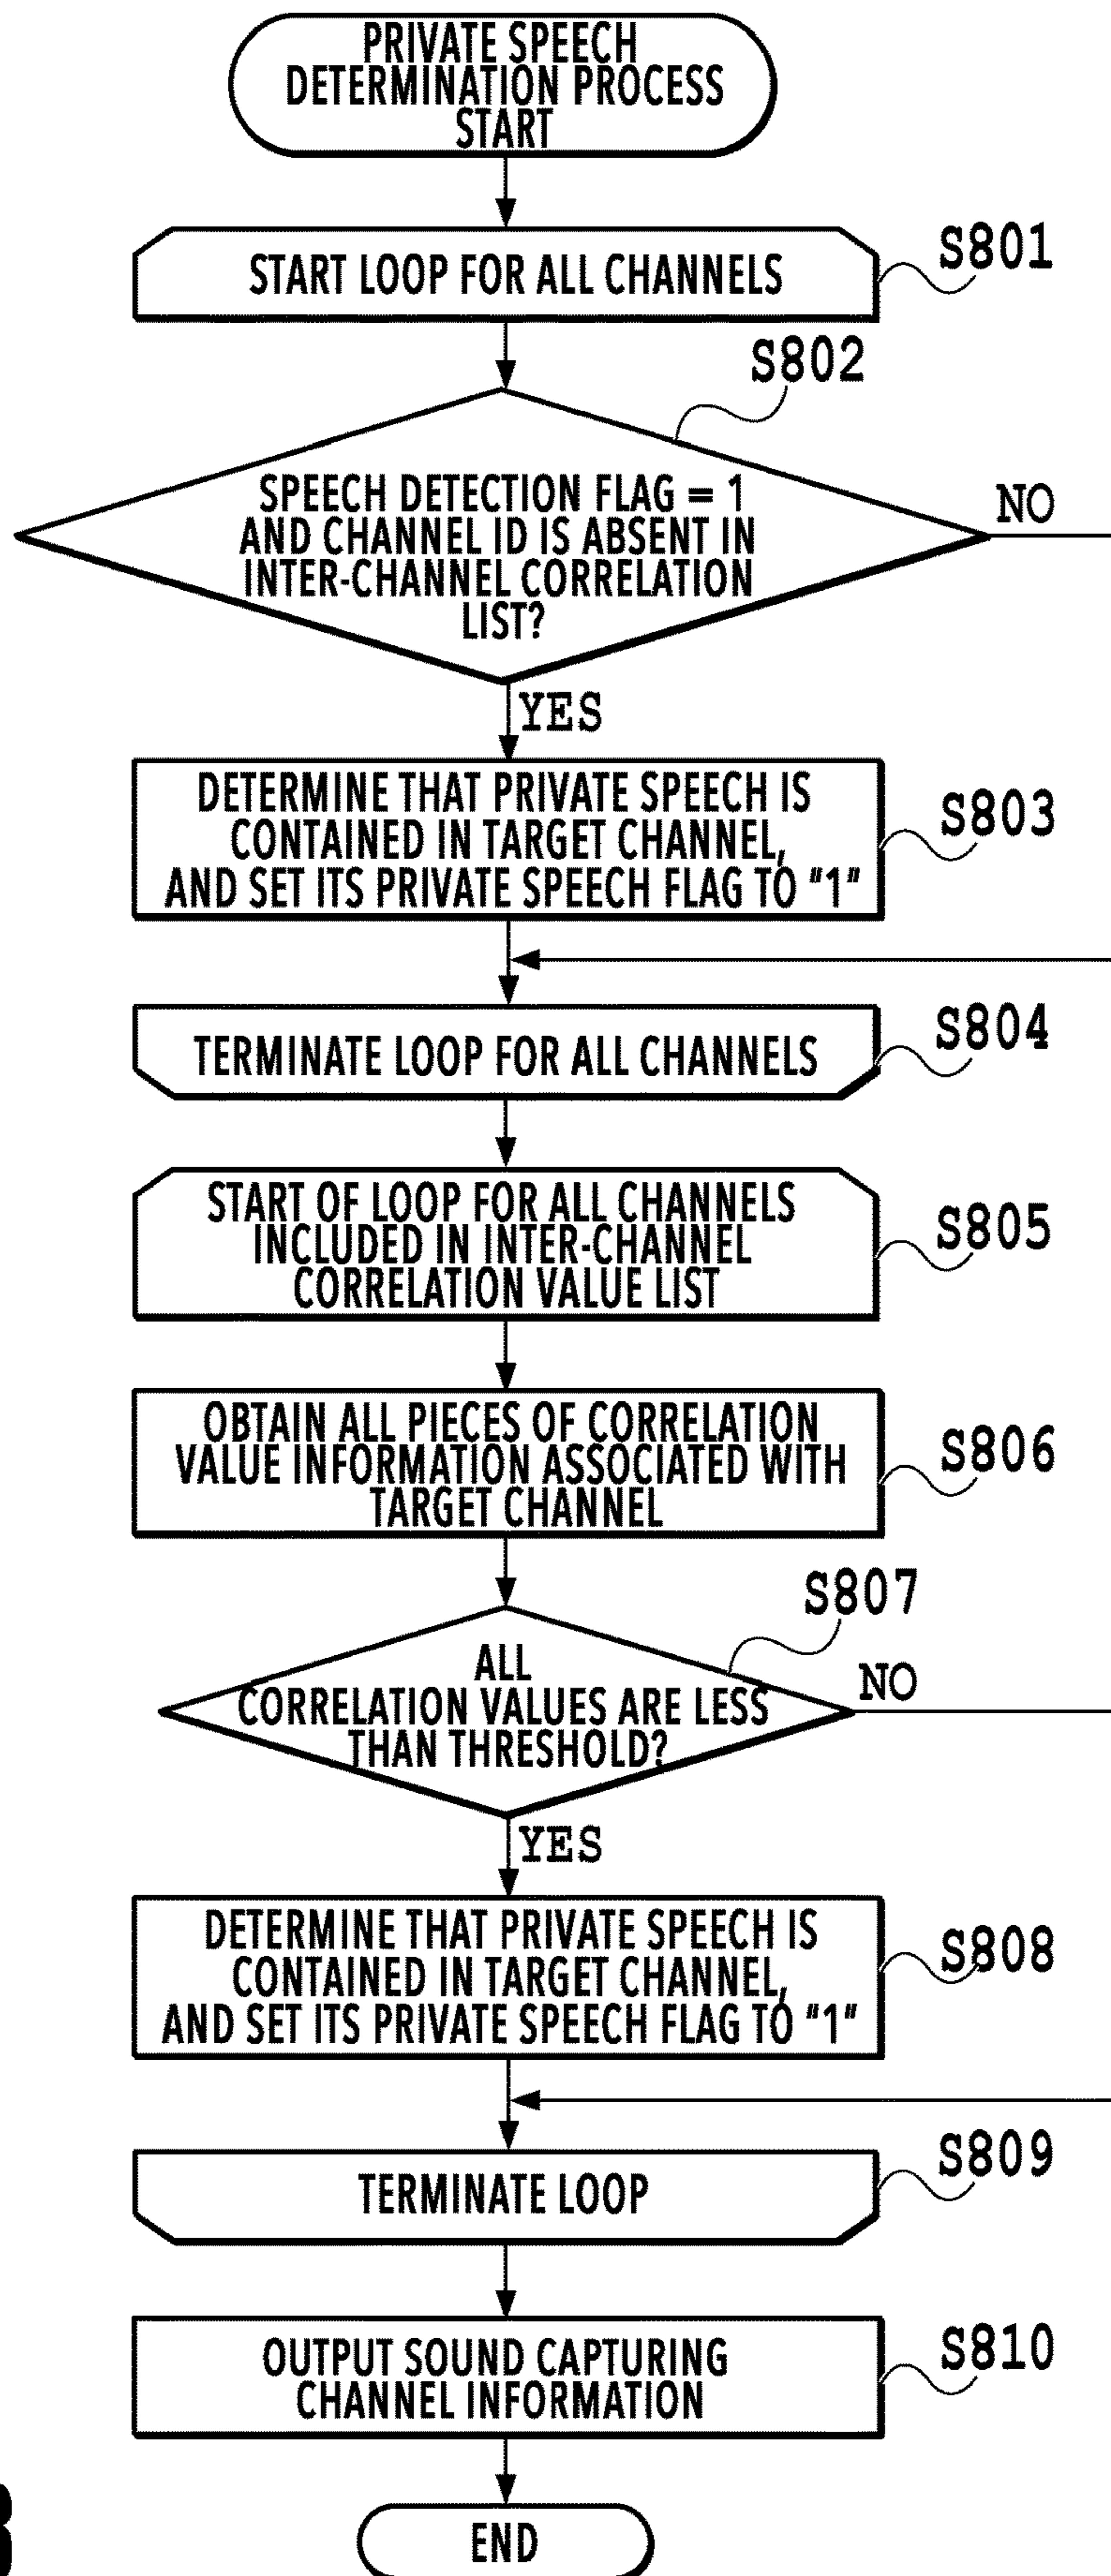 PRIVATE SPEECH
DETERMINATION PROCESS
START
START LOOP FOR ALL CHANNELS
S801
S802
SPEECH DETECTION FLAG = 1
AND CHANNEL ID IS ABSENT IN
INTER-CHANNEL CORRELATION
LIST?
NO
YES
DETERMINE THAT PRIVATE SPEECH IS
CONTAINED IN TARGET CHANNEL,
AND SET ITS PRIVATE SPEECH FLAG TO "1"
S803
TERMINATE LOOP FOR ALL CHANNELS
S804
START OF LOOP FOR ALL CHANNELS
INCLUDED IN INTER-CHANNEL
CORRELATION VALUE LIST
S805
OBTAIN ALL PIECES OF CORRELATION
VALUE INFORMATION ASSOCIATED WITH
TARGET CHANNEL
S806
S807
ALL
CORRELATION VALUES ARE LESS
THAN THRESHOLD?
NO
YES
DETERMINE THAT PRIVATE SPEECH IS
CONTAINED IN TARGET CHANNEL,
AND SET ITS PRIVATE SPEECH FLAG TO "1"
S808
TERMINATE LOOP
S809
OUTPUT SOUND CAPTURING
CHANNEL INFORMATION
S810
END